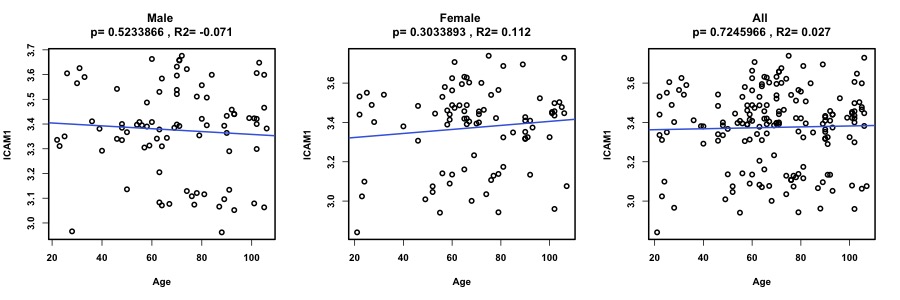 Male
p= 0.5233866 , R2= -0.071
ICAM1
3.7
3.6
3.5
3.4
3.3
3.2
3.1
3.0
20 40 60 80 100
Age
Female
p= 0.3033893 , R2= 0.112
ICAM1
3.6
3.4
3.2
3.0
20 40 60 80 100
Age
All
p= 0.7245966 , R2= 0.027
ICAM1
3.6
3.4
3.2
3.0
20 40 60 80 100
Age